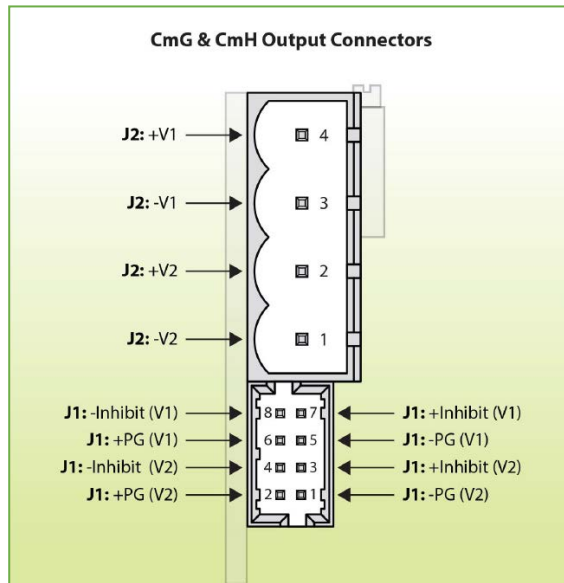 CmG & CmH Output Connectors
J2: +V1
4
J2: -V1
3
J2: +V2
2
J2: -V2
1
J1: -Inhibit (V1) 8 7 J1: +Inhibit (V1)
J1: +PG (V1) 6 5 J1: -PG (V1)
J1: -Inhibit (V2) 4 3 J1: +Inhibit (V2)
J1: +PG (V2) 2 1 J1: -PG (V2)